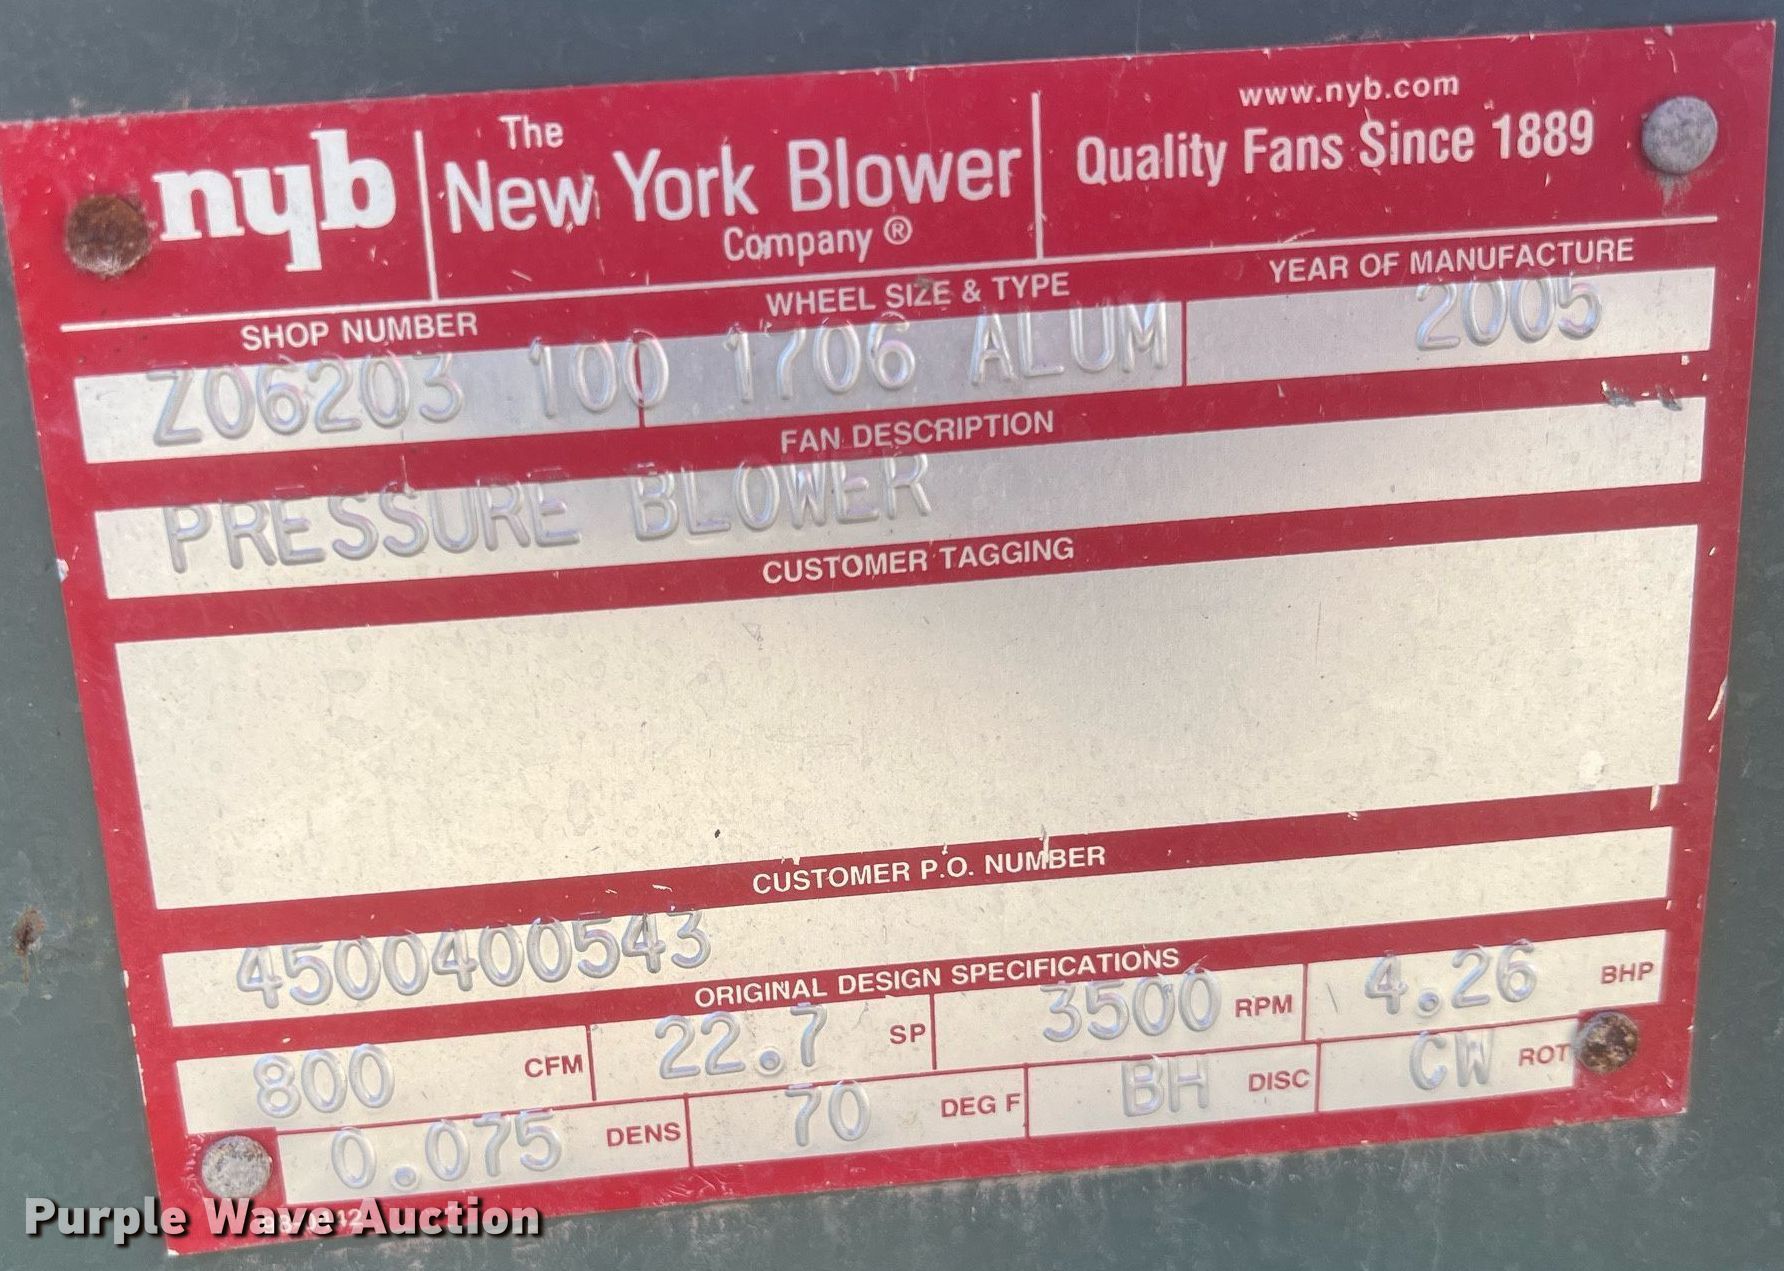 www.nyb.com
nyb The New York Blower Company ® Quality Fans Since 1889
SHOP NUMBER WHEEL SIZE & TYPE YEAR OF MANUFACTURE
Z06203 100 1706 ALUM 2005
FAN DESCRIPTION
PRESSURE BLOWER
CUSTOMER TAGGING
CUSTOMER P.O. NUMBER
4500400543
ORIGINAL DESIGN SPECIFICATIONS
800 CFM 22.7 SP 3500 RPM 4.26 BHP
0.075 DENS 70 DEG F BH DISC CW ROT
Purple Wave Auction